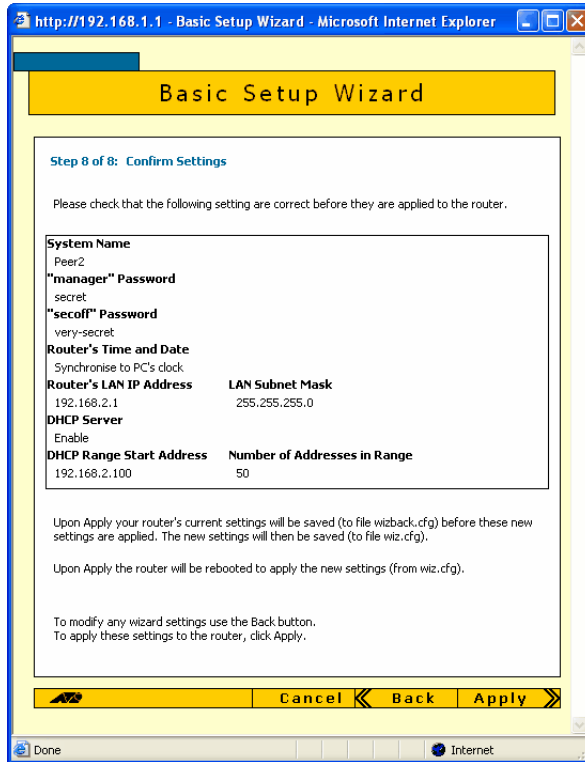 http://192.168.1.1 - Basic Setup Wizard - Microsoft Internet Explorer
Basic Setup Wizard
Step 8 of 8: Confirm Settings
Please check that the following setting are correct before they are applied to the router.
System Name
Peer2
"manager" Password
secret
"secoff" Password
very-secret
Router's Time and Date
Synchronise to PC's clock
Router's LAN IP Address LAN Subnet Mask
192.168.2.1 255.255.255.0
DHCP Server
Enable
DHCP Range Start Address Number of Addresses in Range
192.168.2.100 50
Upon Apply your router's current settings will be saved (to file wizback.cfg) before these new
settings are applied. The new settings will then be saved (to file wiz.cfg).
Upon Apply the router will be rebooted to apply the new settings (from wiz.cfg).
To modify any wizard settings use the Back button.
To apply these settings to the router, click Apply.
Cancel Back Apply
Done Internet